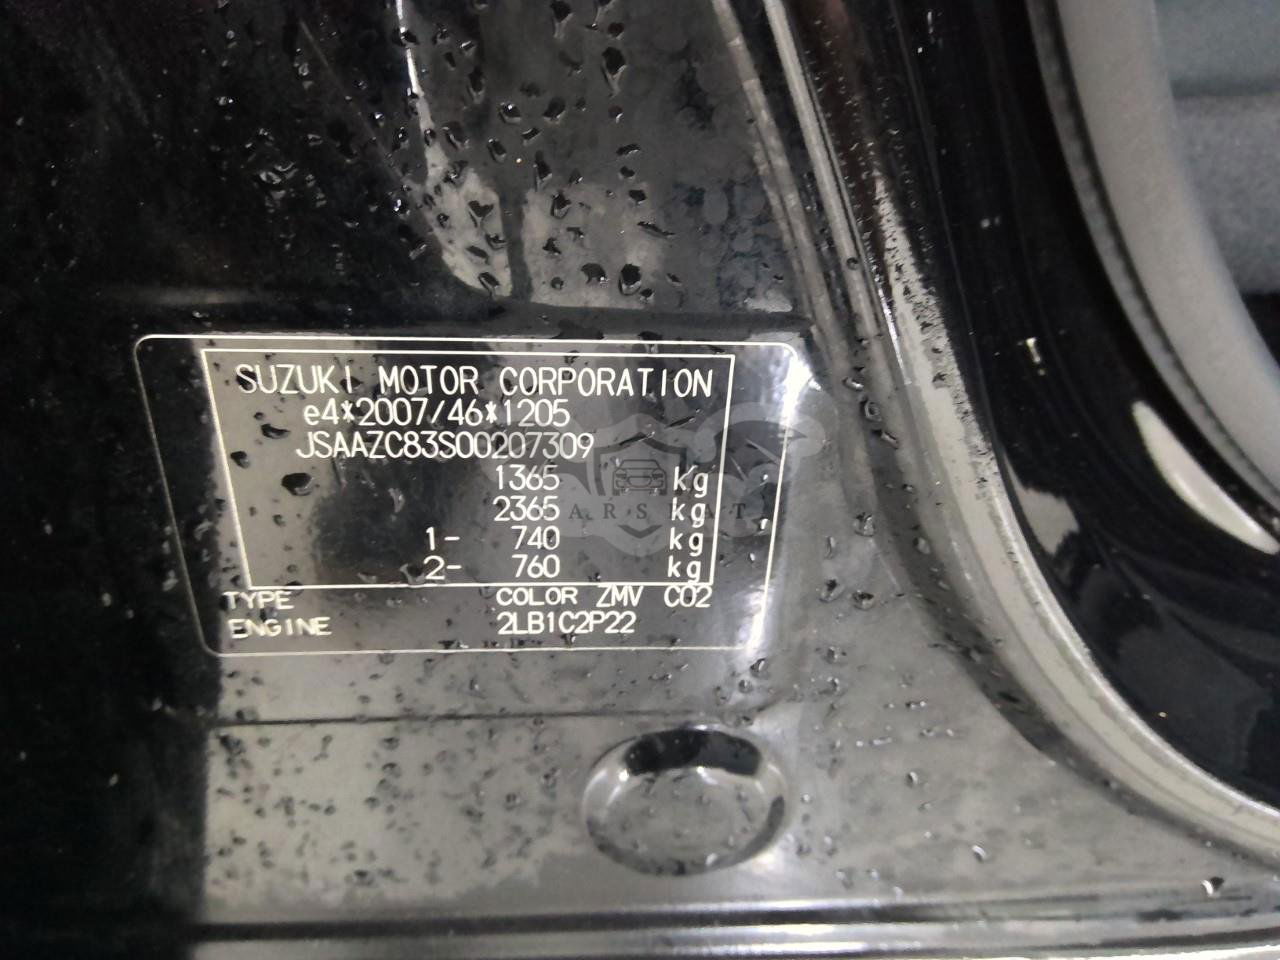 SUZUKI MOTOR CORPORATION
e4*2007/46*1205
JSAAZC83S00207309
1365 kg
2365 kg
1- 740 kg
2- 760 kg
TYPE COLOR ZMV C02
ENGINE 2LB1C2P22